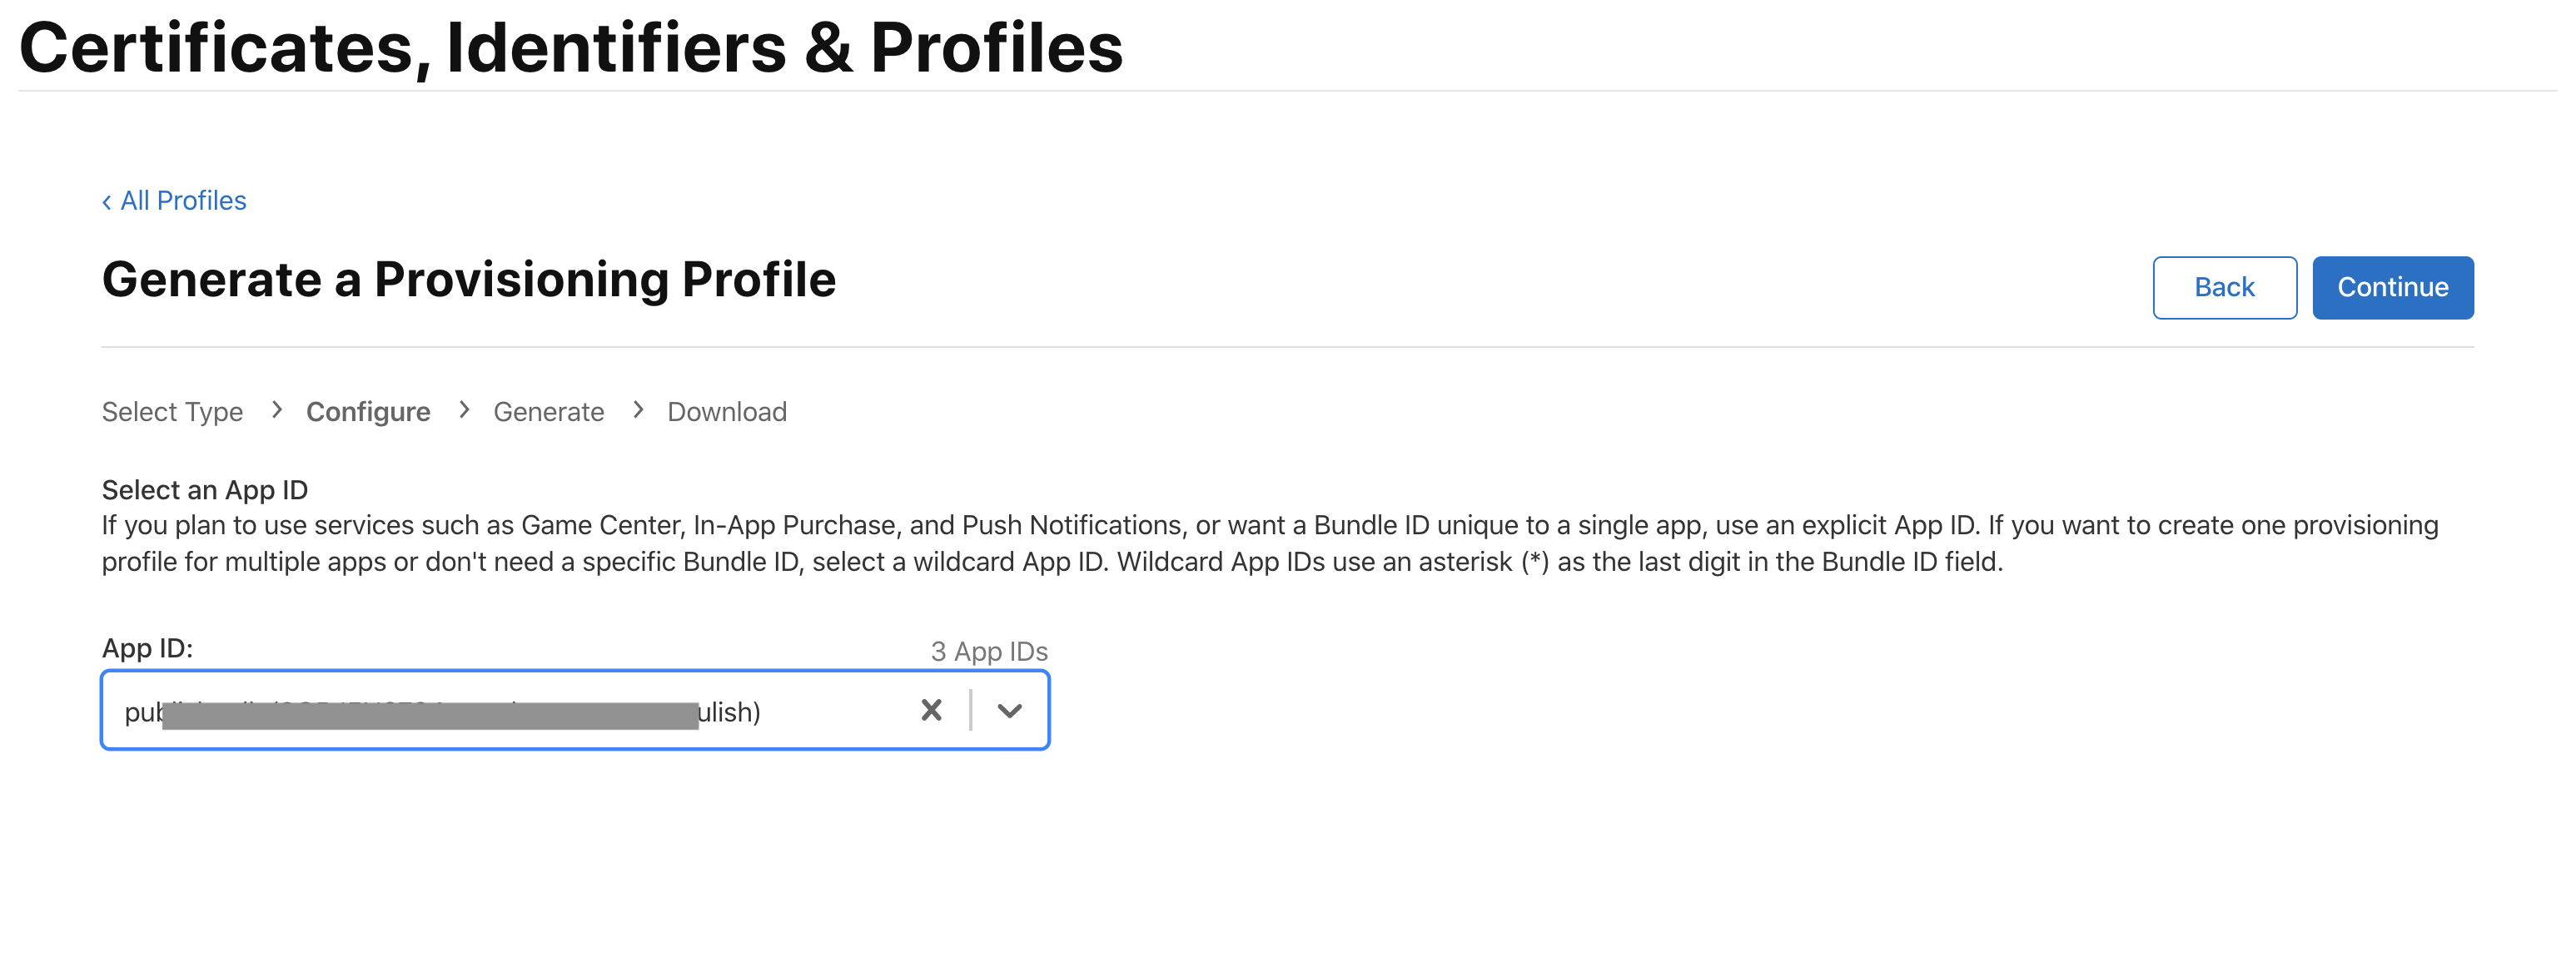 Certificates, Identifiers & Profiles
‹ All Profiles
Generate a Provisioning Profile
Back
Continue
Select Type > Configure > Generate > Download
Select an App ID
If you plan to use services such as Game Center, In-App Purchase, and Push Notifications, or want a Bundle ID unique to a single app, use an explicit App ID. If you want to create one provisioning
profile for multiple apps or don't need a specific Bundle ID, select a wildcard App ID. Wildcard App IDs use an asterisk (*) as the last digit in the Bundle ID field.
App ID:
3 App IDs
pub ulish)